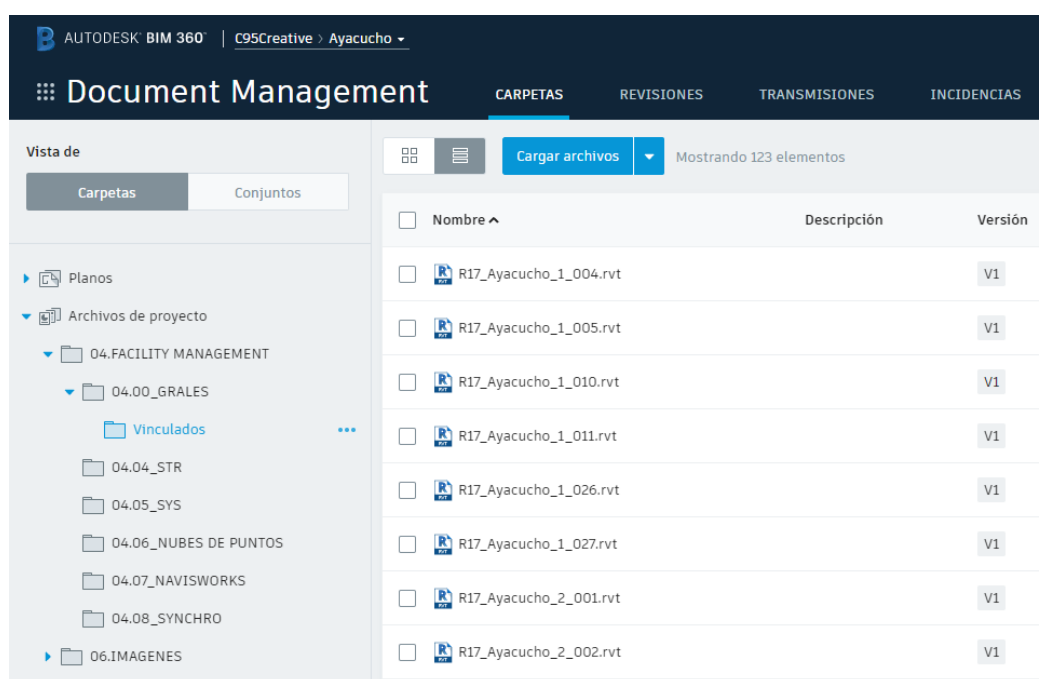 AUTODESK® BIM 360™ | C95Creative > Ayacucho
Document Management
CARPETAS REVISIONES TRANSMISIONES INCIDENCIAS
Vista de
Carpetas Conjuntos
Planos
Archivos de proyecto
04.FACILITY MANAGEMENT
04.00_GRALES
Vinculados
04.04_STR
04.05_SYS
04.06_NUBES DE PUNTOS
04.07_NAVISWORKS
04.08_SYNCHRO
06.IMAGENES
Cargar archivos Mostrando 123 elementos
Nombre Descripción Versión
R17_Ayacucho_1_004.rvt V1
R17_Ayacucho_1_005.rvt V1
R17_Ayacucho_1_010.rvt V1
R17_Ayacucho_1_011.rvt V1
R17_Ayacucho_1_026.rvt V1
R17_Ayacucho_1_027.rvt V1
R17_Ayacucho_2_001.rvt V1
R17_Ayacucho_2_002.rvt V1